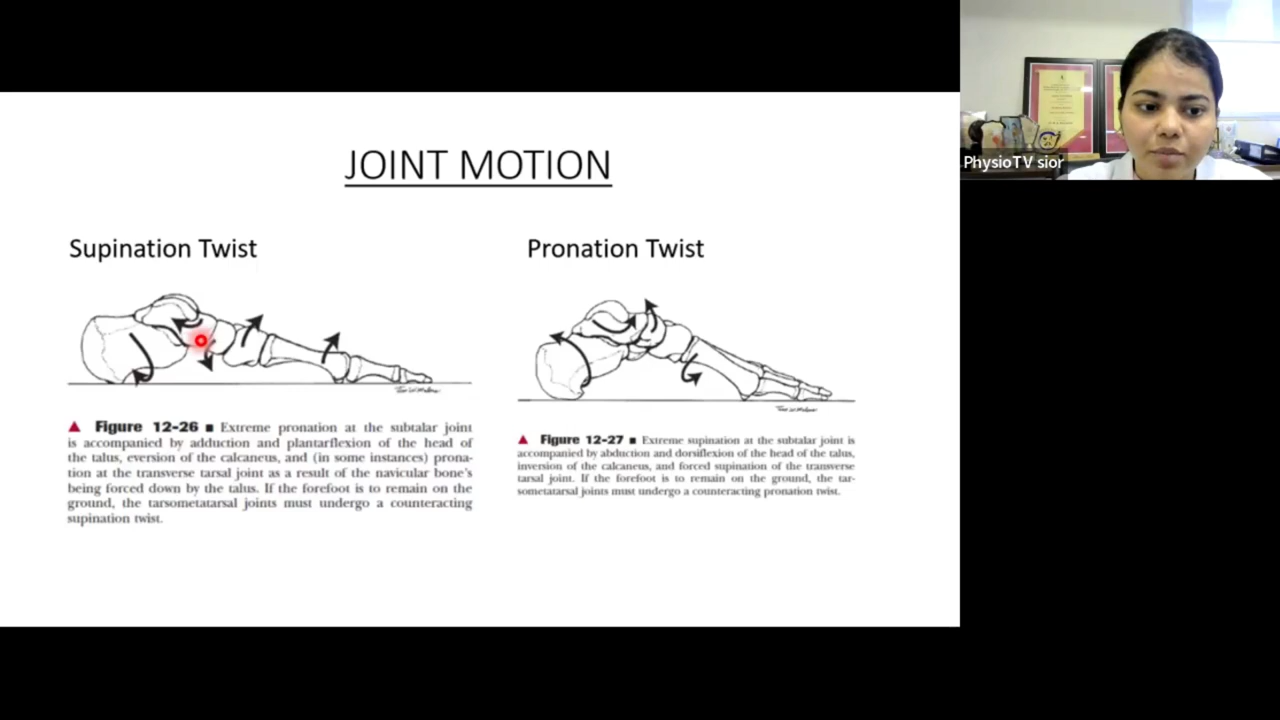 JOINT MOTION
Supination Twist
▲ Figure 12-26 ■ Extreme pronation at the subtalar joint
is accompanied by adduction and plantarflexion of the head of
the talus, eversion of the calcaneus, and (in some instances) prona-
tion at the transverse tarsal joint as a result of the navicular bone's
being forced down by the talus. If the forefoot is to remain on the
ground, the tarsometatarsal joints must undergo a counteracting
supination twist.
Pronation Twist
▲ Figure 12-27 ■ Extreme supination at the subtalar joint is
accompanied by abduction and dorsiflexion of the head of the talus,
inversion of the calcaneus, and forced supination of the transverse
tarsal joint. If the forefoot is to remain on the ground, the tar-
sometatarsal joints must undergo a counteracting pronation twist.
PhysioTV sior